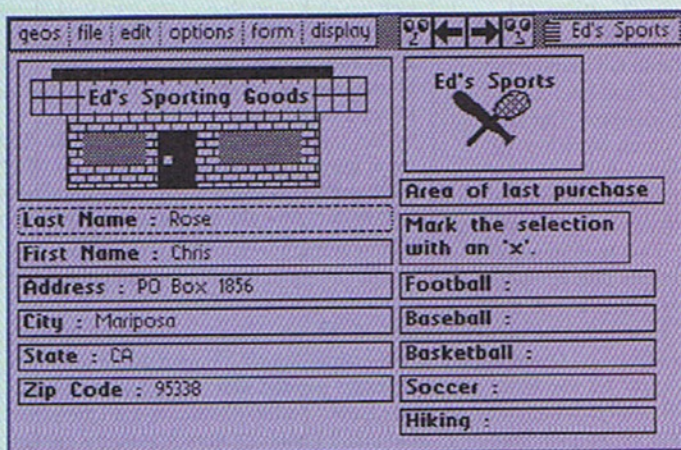 geos file edit options form display Ed's Sports
Ed's Sporting Goods
Ed's Sports
Area of last purchase
Mark the selection
with an 'x'.
Last Name : Rose
First Name : Chris
Address : PO Box 1856
City : Mariposa
State : CA
Zip Code : 95338
Football :
Baseball :
Basketball :
Soccer :
Hiking :